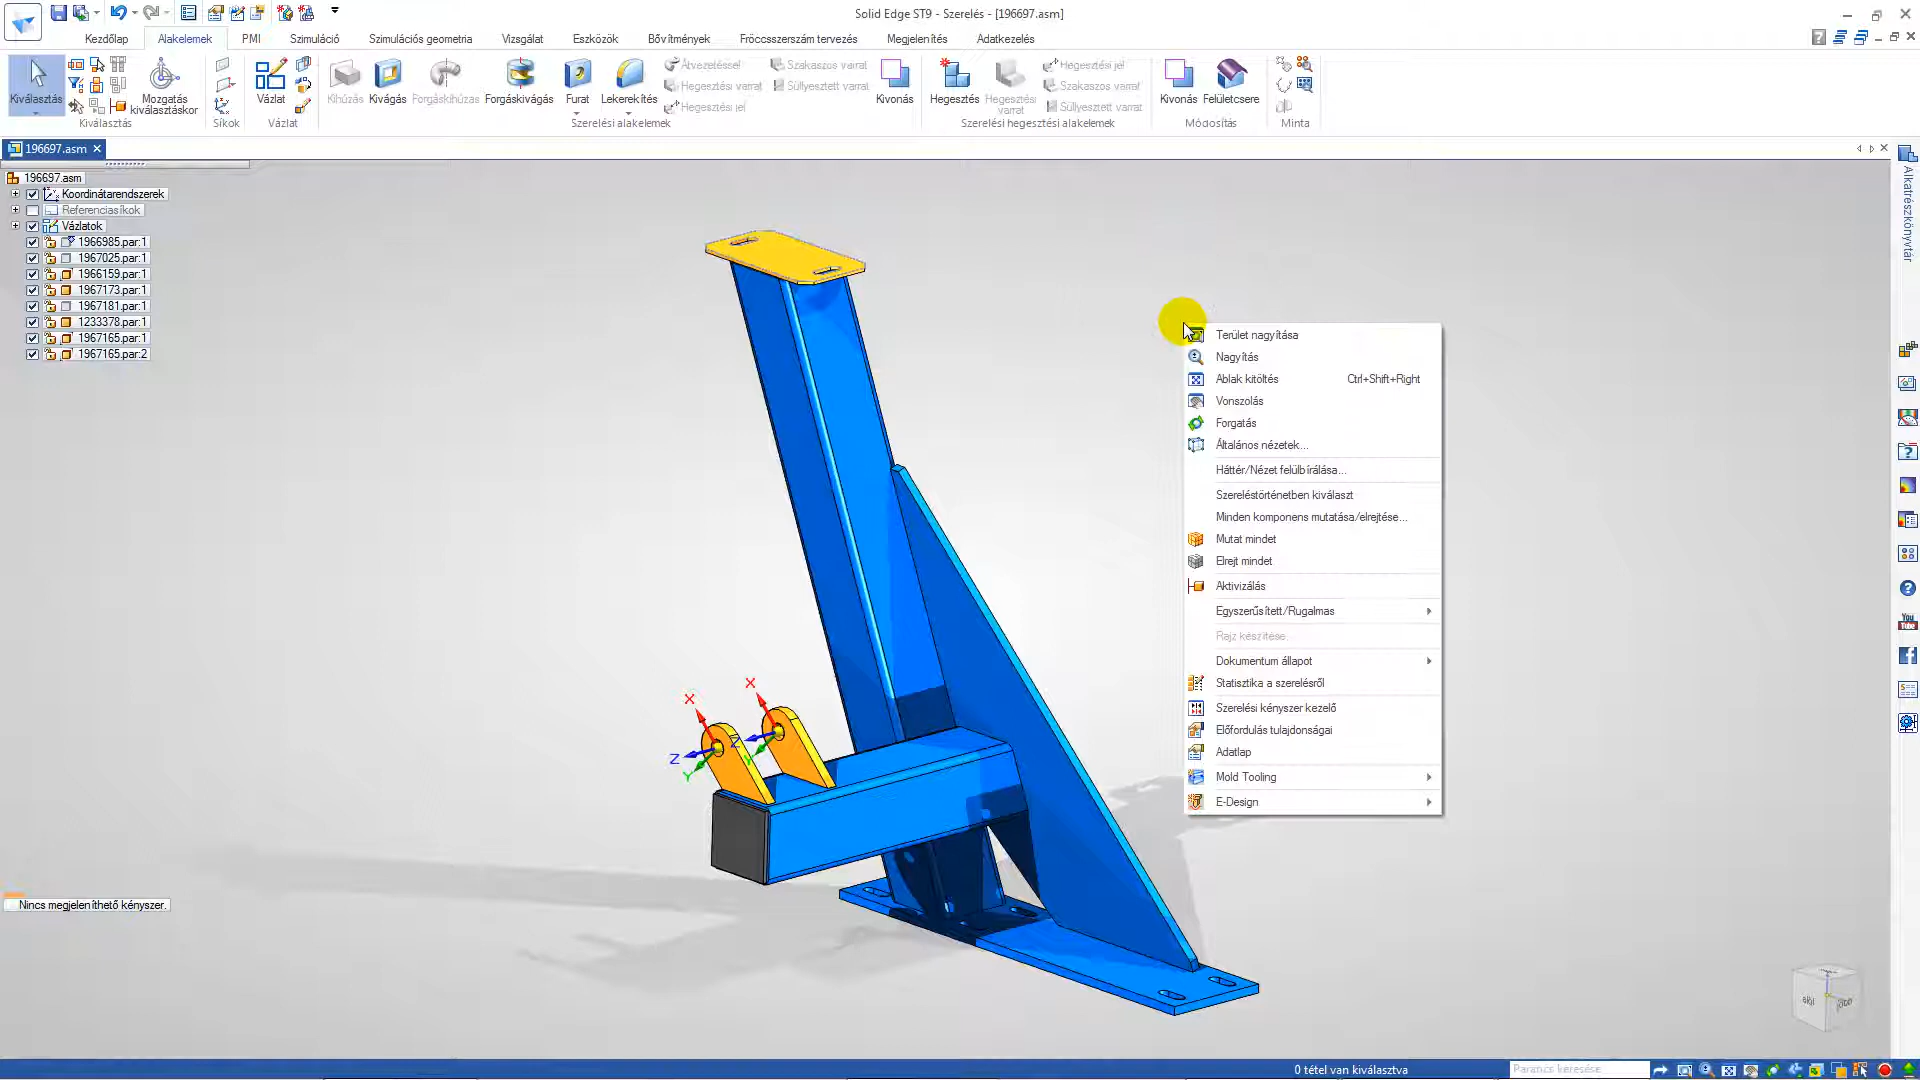 Solid Edge ST9 - Szerelés - [196697.asm]
Kezdőlap Alakelemek PMI Szimuláció Szimulációs geometria Vizsgálat Eszközök Bővítmények Fröccsszerszám tervezés Megjelenítés Adatkezelés
Kiválasztás
Mozgatás kiválasztáskor
Kiválasztás
Síkok
Vázlat
Vázlat
Kihúzás
Kivágás
Forgáskihúzás
Forgáskivágás
Furat
Lekerekítés
Átvezetéssel
Hegesztési varrat
Hegesztési jel
Szakaszos varrat
Süllyesztett varrat
Kivonás
Szerelési alakelemek
Hegesztés
Hegesztési varrat
Hegesztési jel
Szakaszos varrat
Süllyesztett varrat
Szerelési hegesztési alakelemek
Kivonás
Felületcsere
Módosítás
Minta
196697.asm
196697.asm
Koordinátarendszerek
Referenciasíkok
Vázlatok
1966985.par:1
1967025.par:1
1966159.par:1
1967173.par:1
1967181.par:1
1233378.par:1
1967165.par:1
1967165.par:2
Alkatrészkönyvtár
Terület nagyítása
Nagyítás
Ablak kitöltés Ctrl+Shift+Right
Vonszolás
Forgatás
Általános nézetek...
Háttér/Nézet felülbírálása...
Szereléstörténetben kiválaszt
Minden komponens mutatása/elrejtése...
Mutat mindet
Elrejt mindet
Aktivizálás
Egyszerűsített/Rugalmas
Rajz készítése...
Dokumentum állapot
Statisztika a szerelésről
Szerelési kényszer kezelő
Előfordulás tulajdonságai
Adatlap
Mold Tooling
E-Design
X
X
Z
Z
Y
Y
You
Tube
Nincs megjeleníthető kényszer.
0 tétel van kiválasztva
Parancs keresése